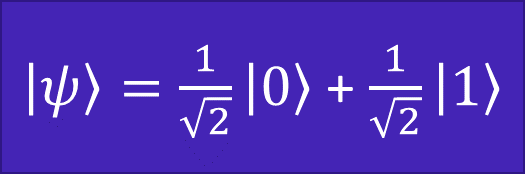 |ψ⟩ = 1/√2 |0⟩ + 1/√2 |1⟩